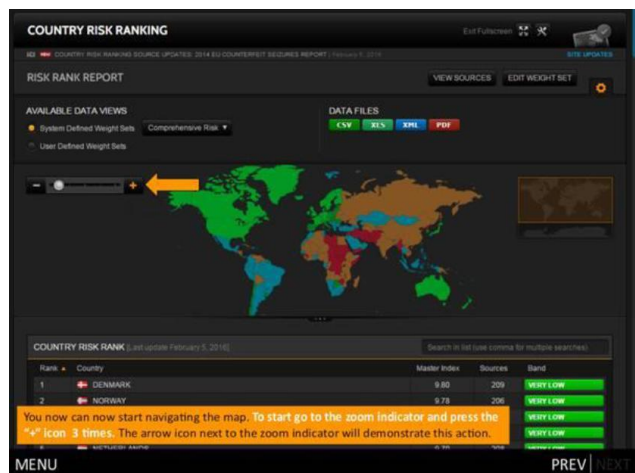 COUNTRY RISK RANKING
Exit Fullscreen
NEW COUNTRY RISK RANKING SOURCE UPDATES: 2014 EU COUNTERFEIT SEIZURES REPORT | February 5, 2016
SITE UPDATES
RISK RANK REPORT
VIEW SOURCES
EDIT WEIGHT SET
AVAILABLE DATA VIEWS
DATA FILES
System Defined Weight Sets
Comprehensive Risk ▼
CSV
XLS
XML
PDF
User Defined Weight Sets
COUNTRY RISK RANK [Last update February 5, 2016]
Search in list (use comma for multiple searches)
Rank
Country
Master Index
Sources
Band
1
DENMARK
9.80
209
VERY LOW
2
NORWAY
9.78
206
VERY LOW
You now can now start navigating the map. To start go to the zoom indicator and press the
"+" icon 3 times. The arrow icon next to the zoom indicator will demonstrate this action.
VERY LOW
VERY LOW
NETHERLANDS
VERY LOW
MENU
PREV
NEXT